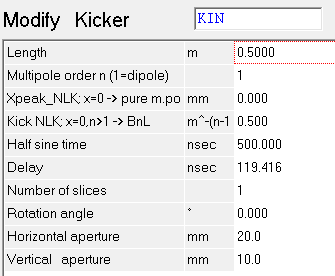 Modify Kicker KIN
Length m 0.5000
Multipole order n (1=dipole) 1
Xpeak_NLK; x=0 -> pure m.po mm 0.000
Kick NLK; x=0,n>1 -> BnL m^-(n-1 0.500
Half sine time nsec 500.000
Delay nsec 119.416
Number of slices 1
Rotation angle ° 0.000
Horizontal aperture mm 20.0
Vertical aperture mm 10.0